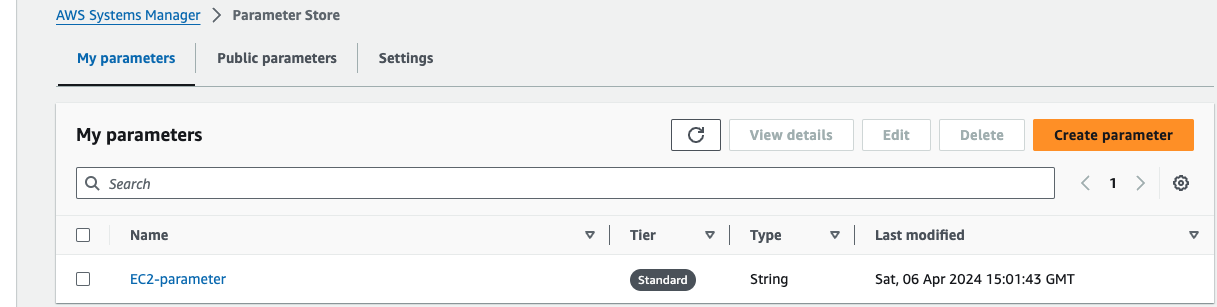 AWS Systems Manager > Parameter Store
My parameters Public parameters Settings
My parameters View details Edit Delete Create parameter
Search 1
Name Tier Type Last modified
EC2-parameter Standard String Sat, 06 Apr 2024 15:01:43 GMT